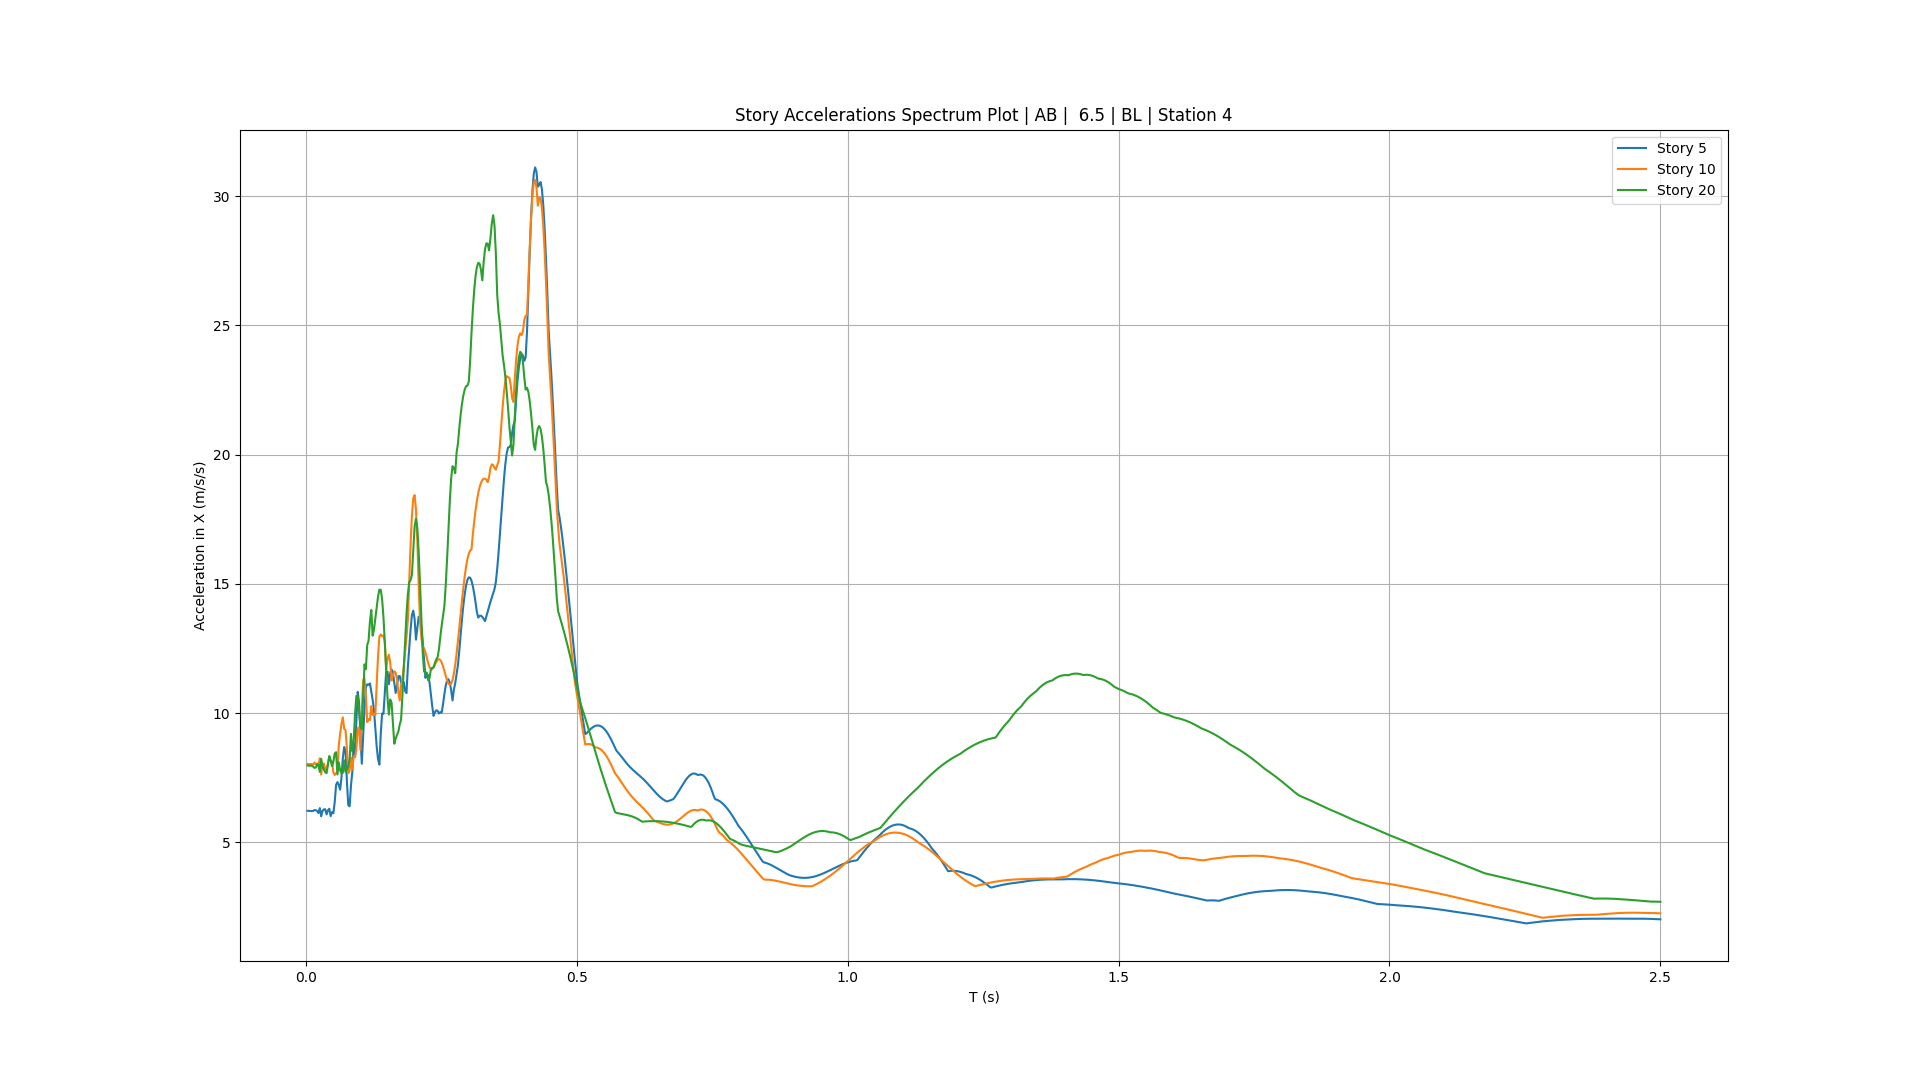 Story Accelerations Spectrum Plot | AB |  6.5 | BL | Station 4
Story 5
Story 10
Story 20
30
25
20
15
10
5
Acceleration in X (m/s/s)
0.0 0.5 1.0 1.5 2.0 2.5
T (s)